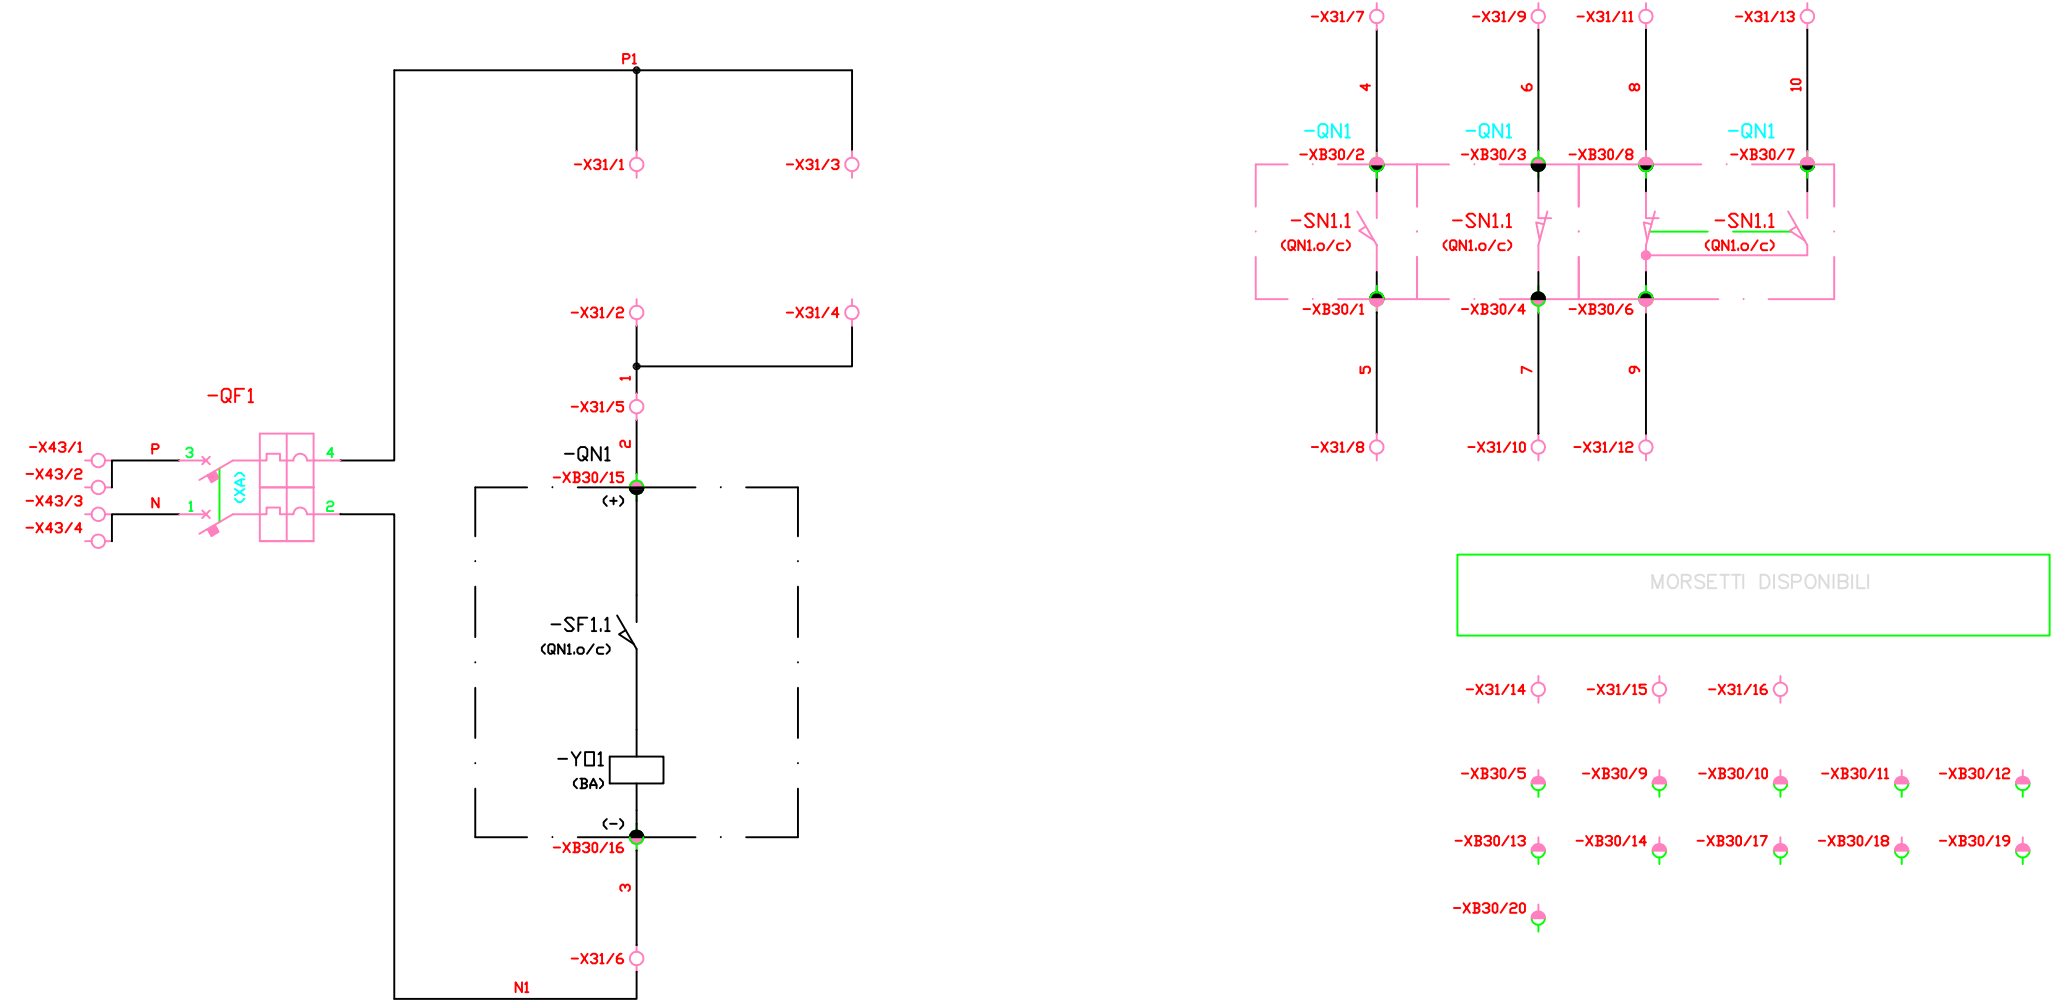 -X31/7 -X31/9 -X31/11 -X31/13
P1
4 6 8 10
-QN1 -QN1 -QN1
-X31/1 -X31/3 -XB30/2 -XB30/3 -XB30/8 -XB30/7
-SN1.1 -SN1.1 -SN1.1
(QN1.o/c) (QN1.o/c) (QN1.o/c)
-X31/2 -X31/4 -XB30/1 -XB30/4 -XB30/6
1 5 7 9
-QF1
-X31/5
2
-X43/1 P 3 4 -QN1 -X31/8 -X31/10 -X31/12
-X43/2 (XA) -XB30/15
-X43/3 N 1 2 (+)
-X43/4
MORSETTI DISPONIBILI
-SF1.1
(QN1.o/c)
-X31/14 -X31/15 -X31/16
-YO1
(BA)
-XB30/5 -XB30/9 -XB30/10 -XB30/11 -XB30/12
(-)
-XB30/16 -XB30/13 -XB30/14 -XB30/17 -XB30/18 -XB30/19
3
-XB30/20
-X31/6
N1